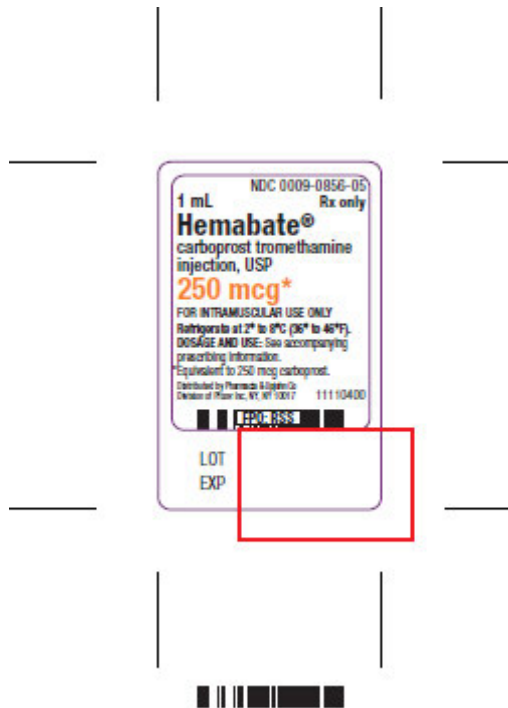 NDC 0009-0856-05
1 mL Rx only
Hemabate®
carboprost tromethamine
injection, USP
250 mcg*
FOR INTRAMUSCULAR USE ONLY
Refrigerate at 2° to 8°C (36° to 46°F).
DOSAGE AND USE: See accompanying
prescribing information.
*Equivalent to 250 mcg carboprost.
Distributed by Pharmacia & Upjohn Co
Division of Pfizer Inc, NY, NY 10017 11110400
EPO: RSS
LOT
EXP